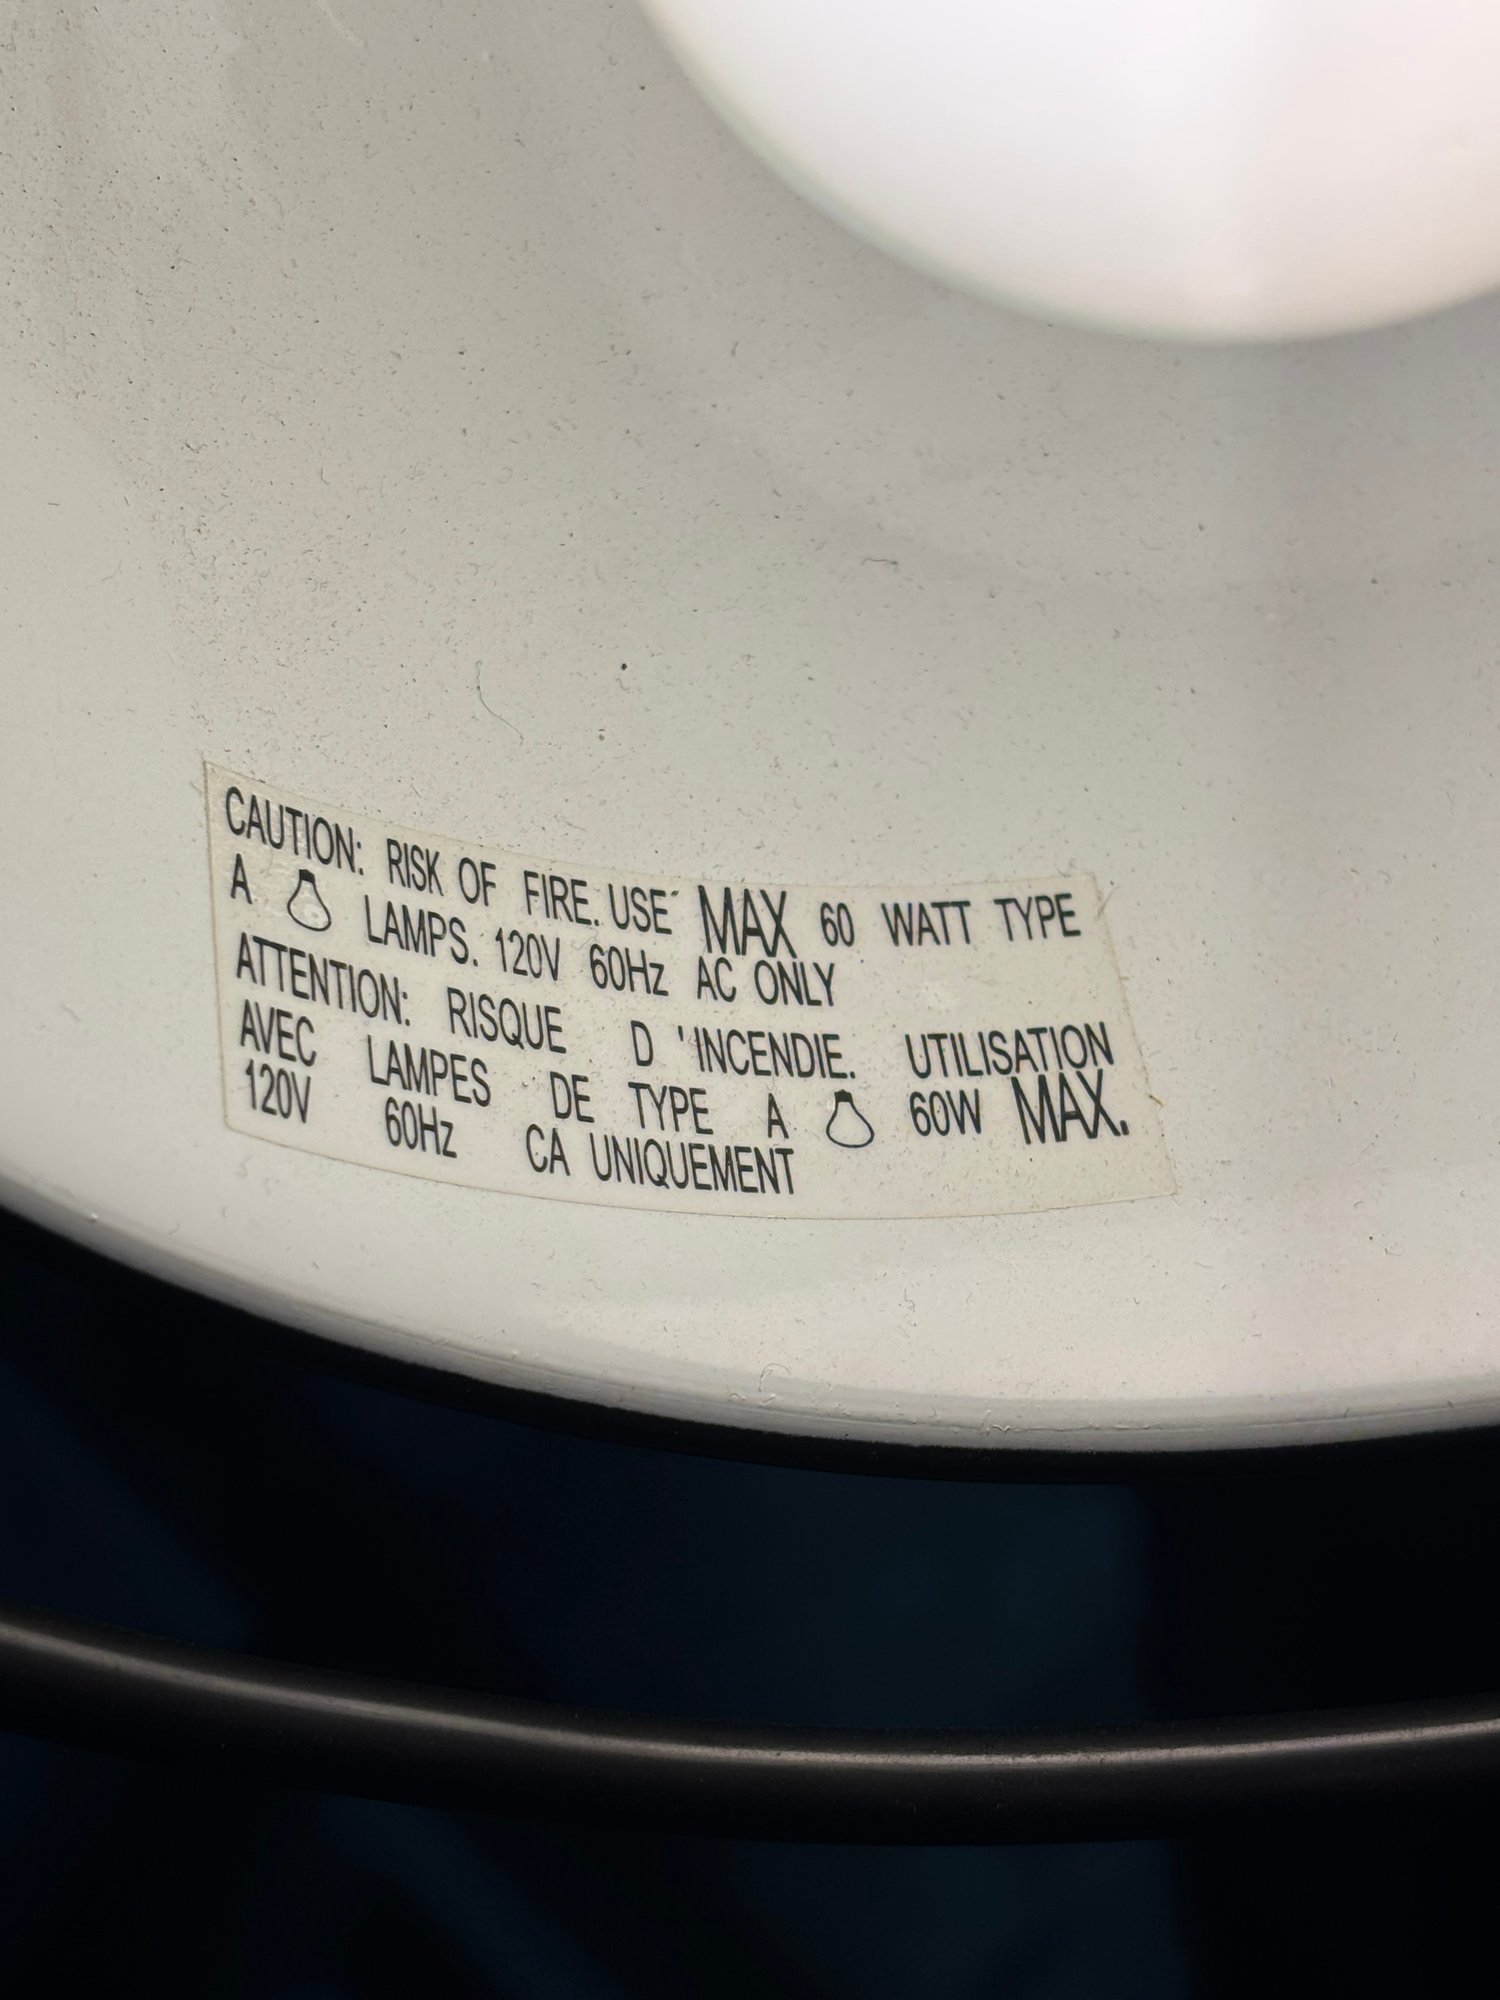 CAUTION: RISK OF FIRE. USE MAX 60 WATT TYPE
A LAMPS. 120V 60Hz AC ONLY
ATTENTION: RISQUE D 'INCENDIE. UTILISATION
AVEC LAMPES DE TYPE A 60W MAX.
120V 60Hz CA UNIQUEMENT